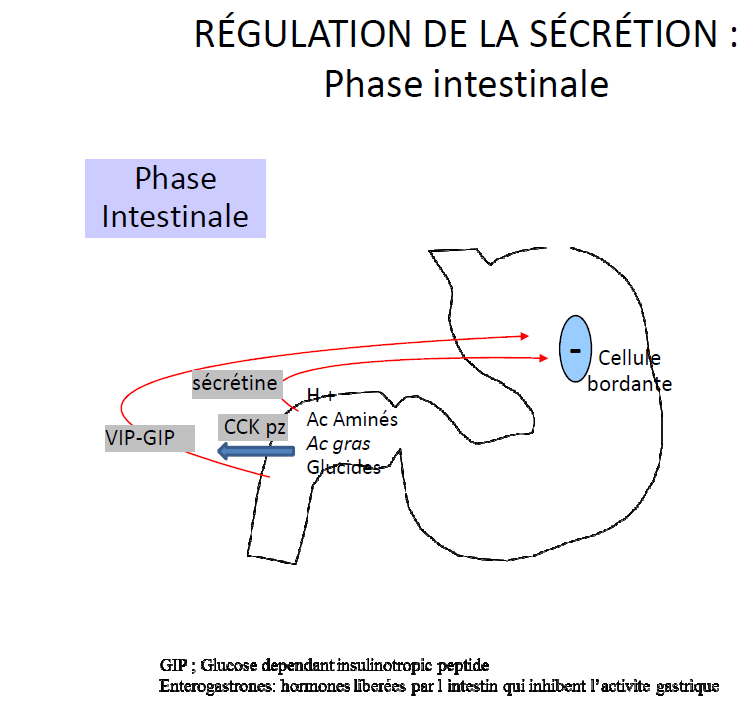 RÉGULATION DE LA SÉCRÉTION :
Phase intestinale
Phase
Intestinale
-
Cellule
bordante
sécrétine
H +
Ac Aminés
CCK pz
VIP-GIP
Ac gras
Glucides
GIP ; Glucose dependant insulinotropic peptide
Enterogastrones: hormones liberées par l intestin qui inhibent l’activite gastrique